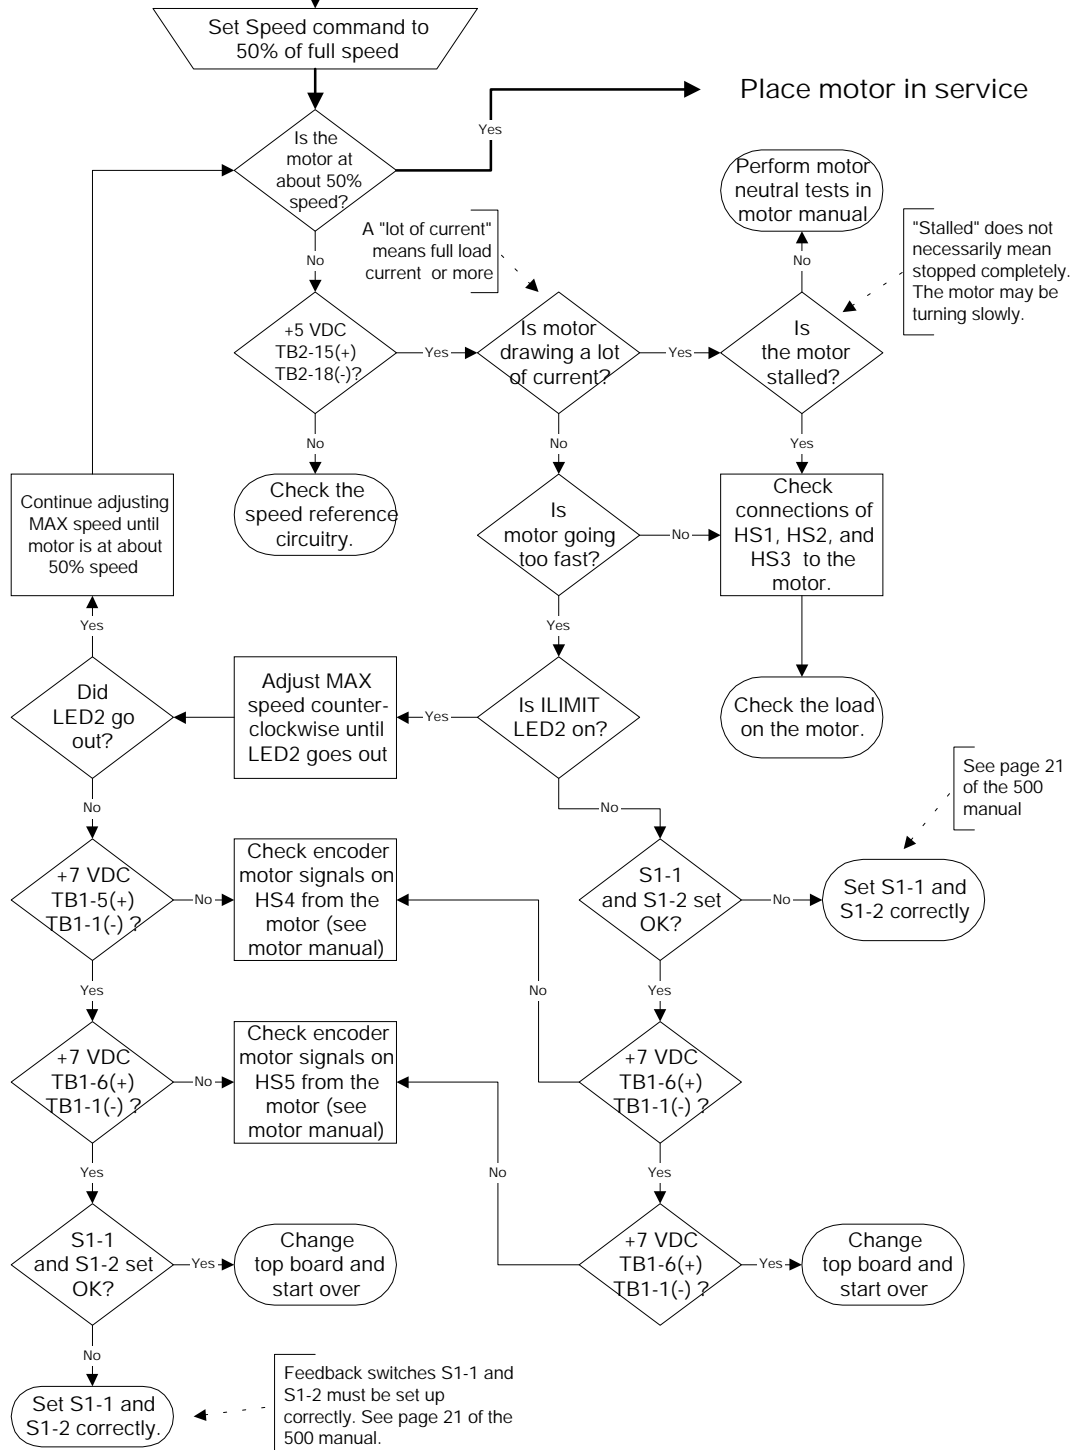 Set Speed command to
50% of full speed
Place motor in service
Yes
Is the
motor at
about 50%
speed?
Perform motor
neutral tests in
motor manual
A "lot of current"
means full load
current or more
"Stalled" does not
necessarily mean
stopped completely.
The motor may be
turning slowly.
No
No
+5 VDC
TB2-15(+)
TB2-18(-)?
Yes
Is motor
drawing a lot
of current?
Yes
Is
the motor
stalled?
No
No
Yes
Continue adjusting
MAX speed until
motor is at about
50% speed
Check the
speed reference
circuitry.
Is
motor going
too fast?
No
Check
connections of
HS1, HS2, and
HS3 to the
motor.
Yes
Yes
Did
LED2 go
out?
Adjust MAX
speed counter-
clockwise until
LED2 goes out
Yes
Is ILIMIT
LED2 on?
Check the load
on the motor.
See page 21
of the 500
manual
No
No
+7 VDC
TB1-5(+)
TB1-1(-) ?
No
Check encoder
motor signals on
HS4 from the
motor (see
motor manual)
S1-1
and S1-2 set
OK?
No
Set S1-1 and
S1-2 correctly
Yes
No
Yes
+7 VDC
TB1-6(+)
TB1-1(-) ?
No
Check encoder
motor signals on
HS5 from the
motor (see
motor manual)
+7 VDC
TB1-6(+)
TB1-1(-) ?
Yes
No
Yes
S1-1
and S1-2 set
OK?
Yes
Change
top board and
start over
+7 VDC
TB1-6(+)
TB1-1(-) ?
Yes
Change
top board and
start over
No
Set S1-1 and
S1-2 correctly.
Feedback switches S1-1 and
S1-2 must be set up
correctly. See page 21 of the
500 manual.